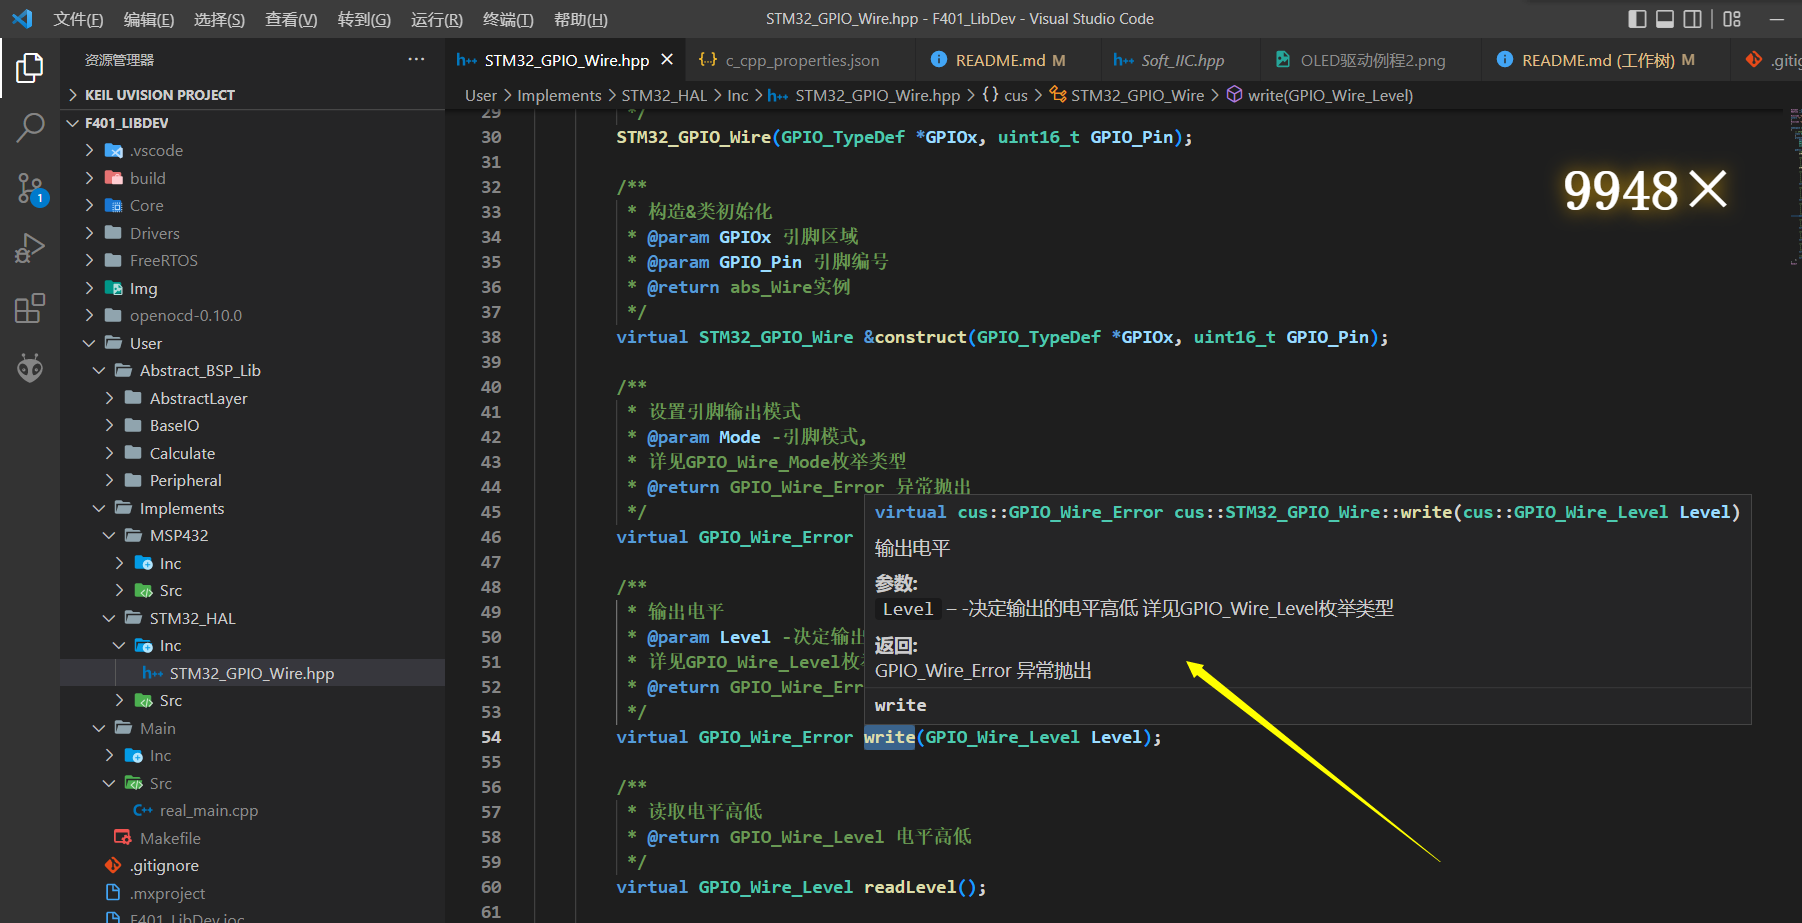 文件(F) 编辑(E) 选择(S) 查看(V) 转到(G) 运行(R) 终端(T) 帮助(H) STM32_GPIO_Wire.hpp - F401_LibDev - Visual Studio Code
资源管理器 ···
STM32_GPIO_Wire.hpp c_cpp_properties.json README.md M Soft_IIC.hpp OLED驱动例程2.png README.md (工作树) M
User > Implements > STM32_HAL > Inc > STM32_GPIO_Wire.hpp > {} cus > STM32_GPIO_Wire > write(GPIO_Wire_Level)
KEIL UVISION PROJECT
F401_LIBDEV
.vscode
build
Core
Drivers
FreeRTOS
Img
openocd-0.10.0
User
Abstract_BSP_Lib
AbstractLayer
BaseIO
Calculate
Peripheral
Implements
MSP432
Inc
Src
STM32_HAL
Inc
STM32_GPIO_Wire.hpp
Src
Main
Inc
Src
real_main.cpp
Makefile
.gitignore
.mxproject
F401_LibDev.ioc
1
29 */
30 STM32_GPIO_Wire(GPIO_TypeDef *GPIOx, uint16_t GPIO_Pin);
31
32 /**
33 * 构造&类初始化
34 * @param GPIOx 引脚区域
35 * @param GPIO_Pin 引脚编号
36 * @return abs_Wire实例
37 */
38 virtual STM32_GPIO_Wire &construct(GPIO_TypeDef *GPIOx, uint16_t GPIO_Pin);
39
40 /**
41 * 设置引脚输出模式
42 * @param Mode -引脚模式,
43 * 详见GPIO_Wire_Mode枚举类型
44 * @return GPIO_Wire_Error 异常抛出
45 */
46 virtual GPIO_Wire_Error
47
48 /**
49 * 输出电平
50 * @param Level -决定输出
51 * 详见GPIO_Wire_Level枚
52 * @return GPIO_Wire_Err
53 */
54 virtual GPIO_Wire_Error write(GPIO_Wire_Level Level);
55
56 /**
57 * 读取电平高低
58 * @return GPIO_Wire_Level 电平高低
59 */
60 virtual GPIO_Wire_Level readLevel();
61
virtual cus::GPIO_Wire_Error cus::STM32_GPIO_Wire::write(cus::GPIO_Wire_Level Level)
输出电平
参数:
Level – -决定输出的电平高低 详见GPIO_Wire_Level枚举类型
返回:
GPIO_Wire_Error 异常抛出
write
9948×